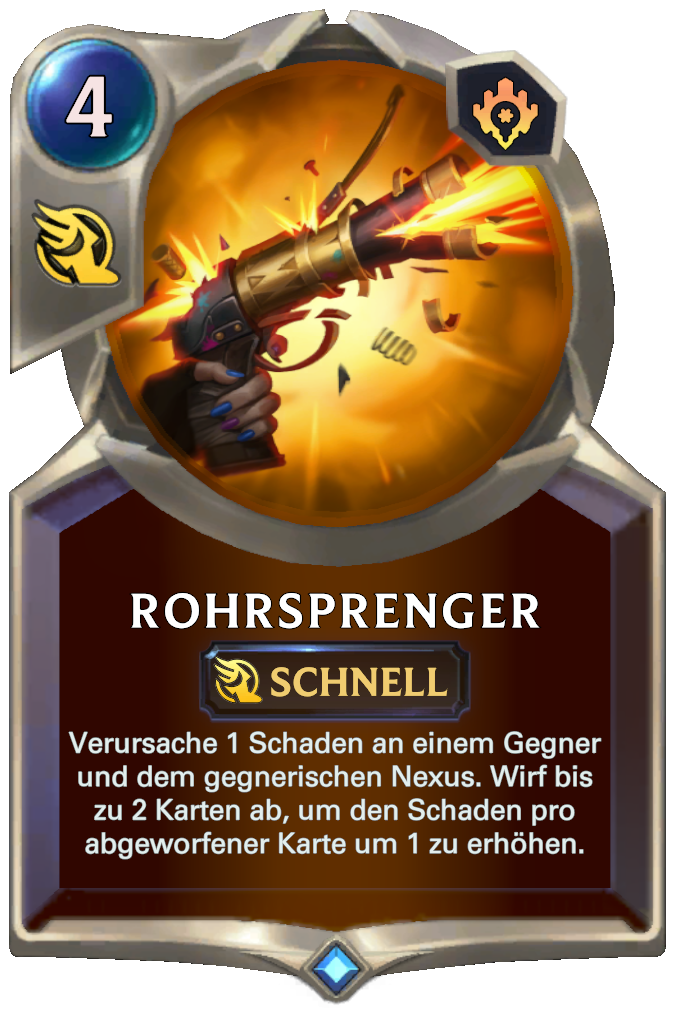 4
ROHRSPRENGER
SCHNELL
Verursache 1 Schaden an einem Gegner
und dem gegnerischen Nexus. Wirf bis
zu 2 Karten ab, um den Schaden pro
abgeworfener Karte um 1 zu erhöhen.